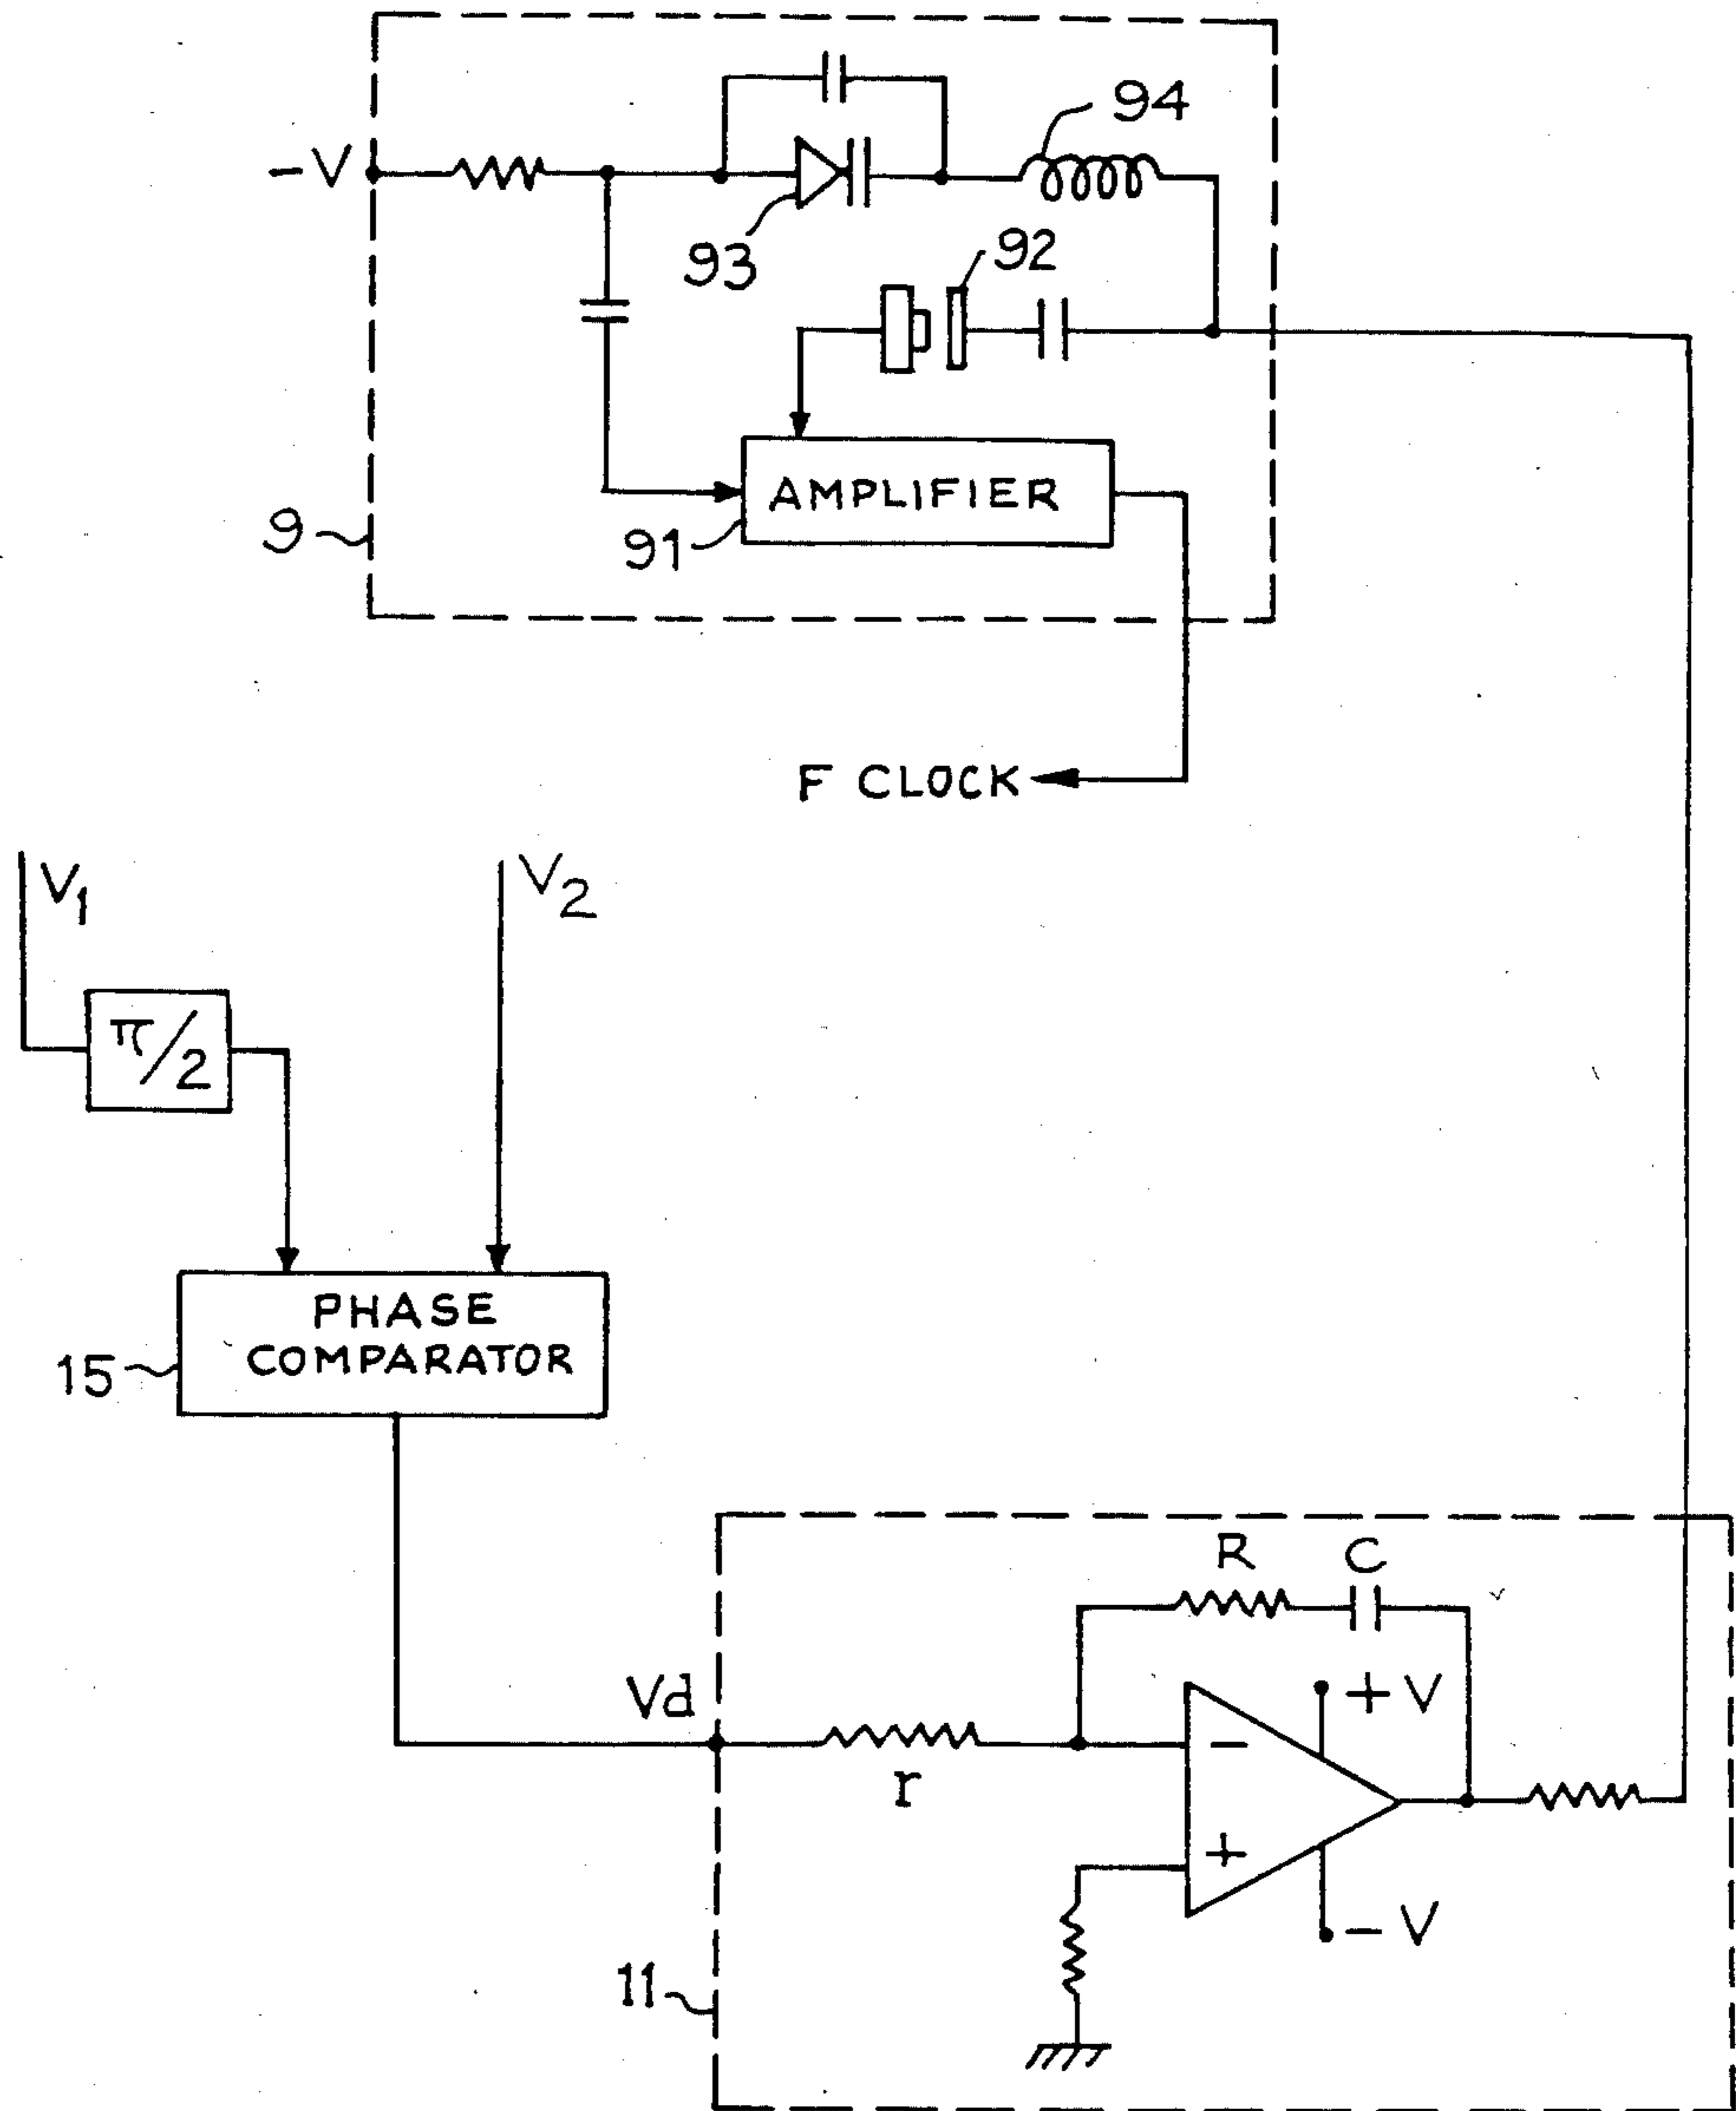 94
-V
93
92
AMPLIFIER
9
91
F CLOCK
V1
V2
π/2
PHASE
COMPARATOR
15
R C
Vd
+V
-
r
+
-V
11